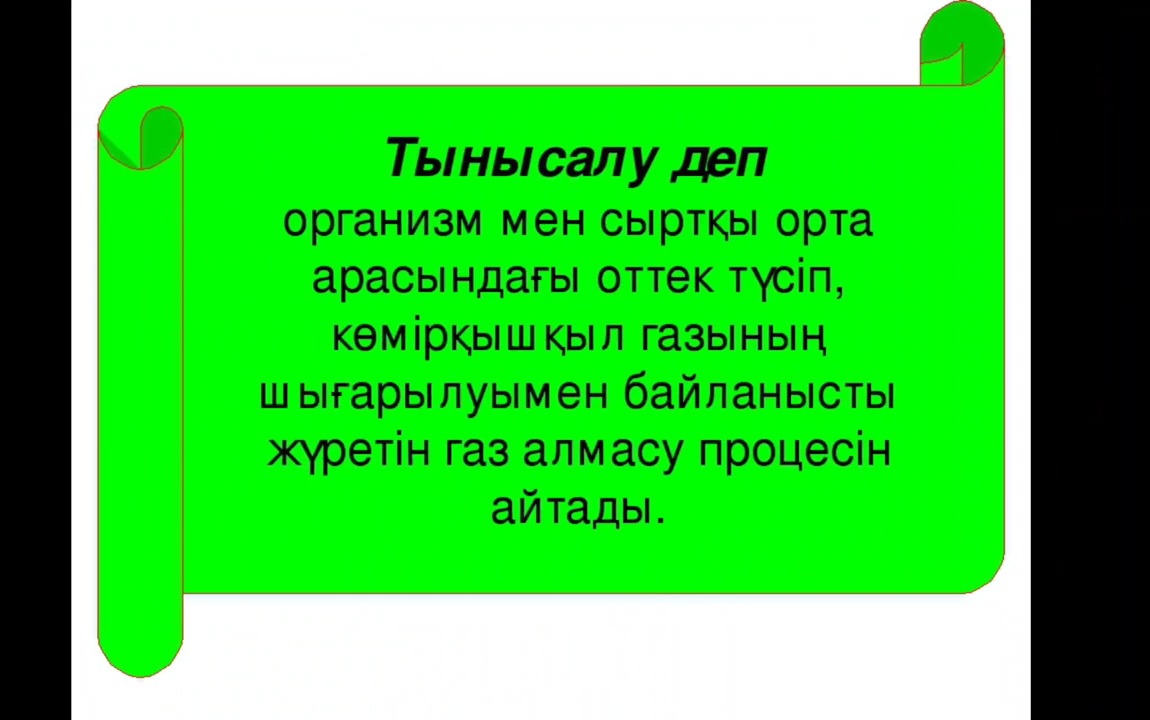 Тынысалу деп
организм мен сыртқы орта
арасындағы оттек түсіп,
көмірқышқыл газының
шығарылуымен байланысты
жүретін газ алмасу процесін
айтады.